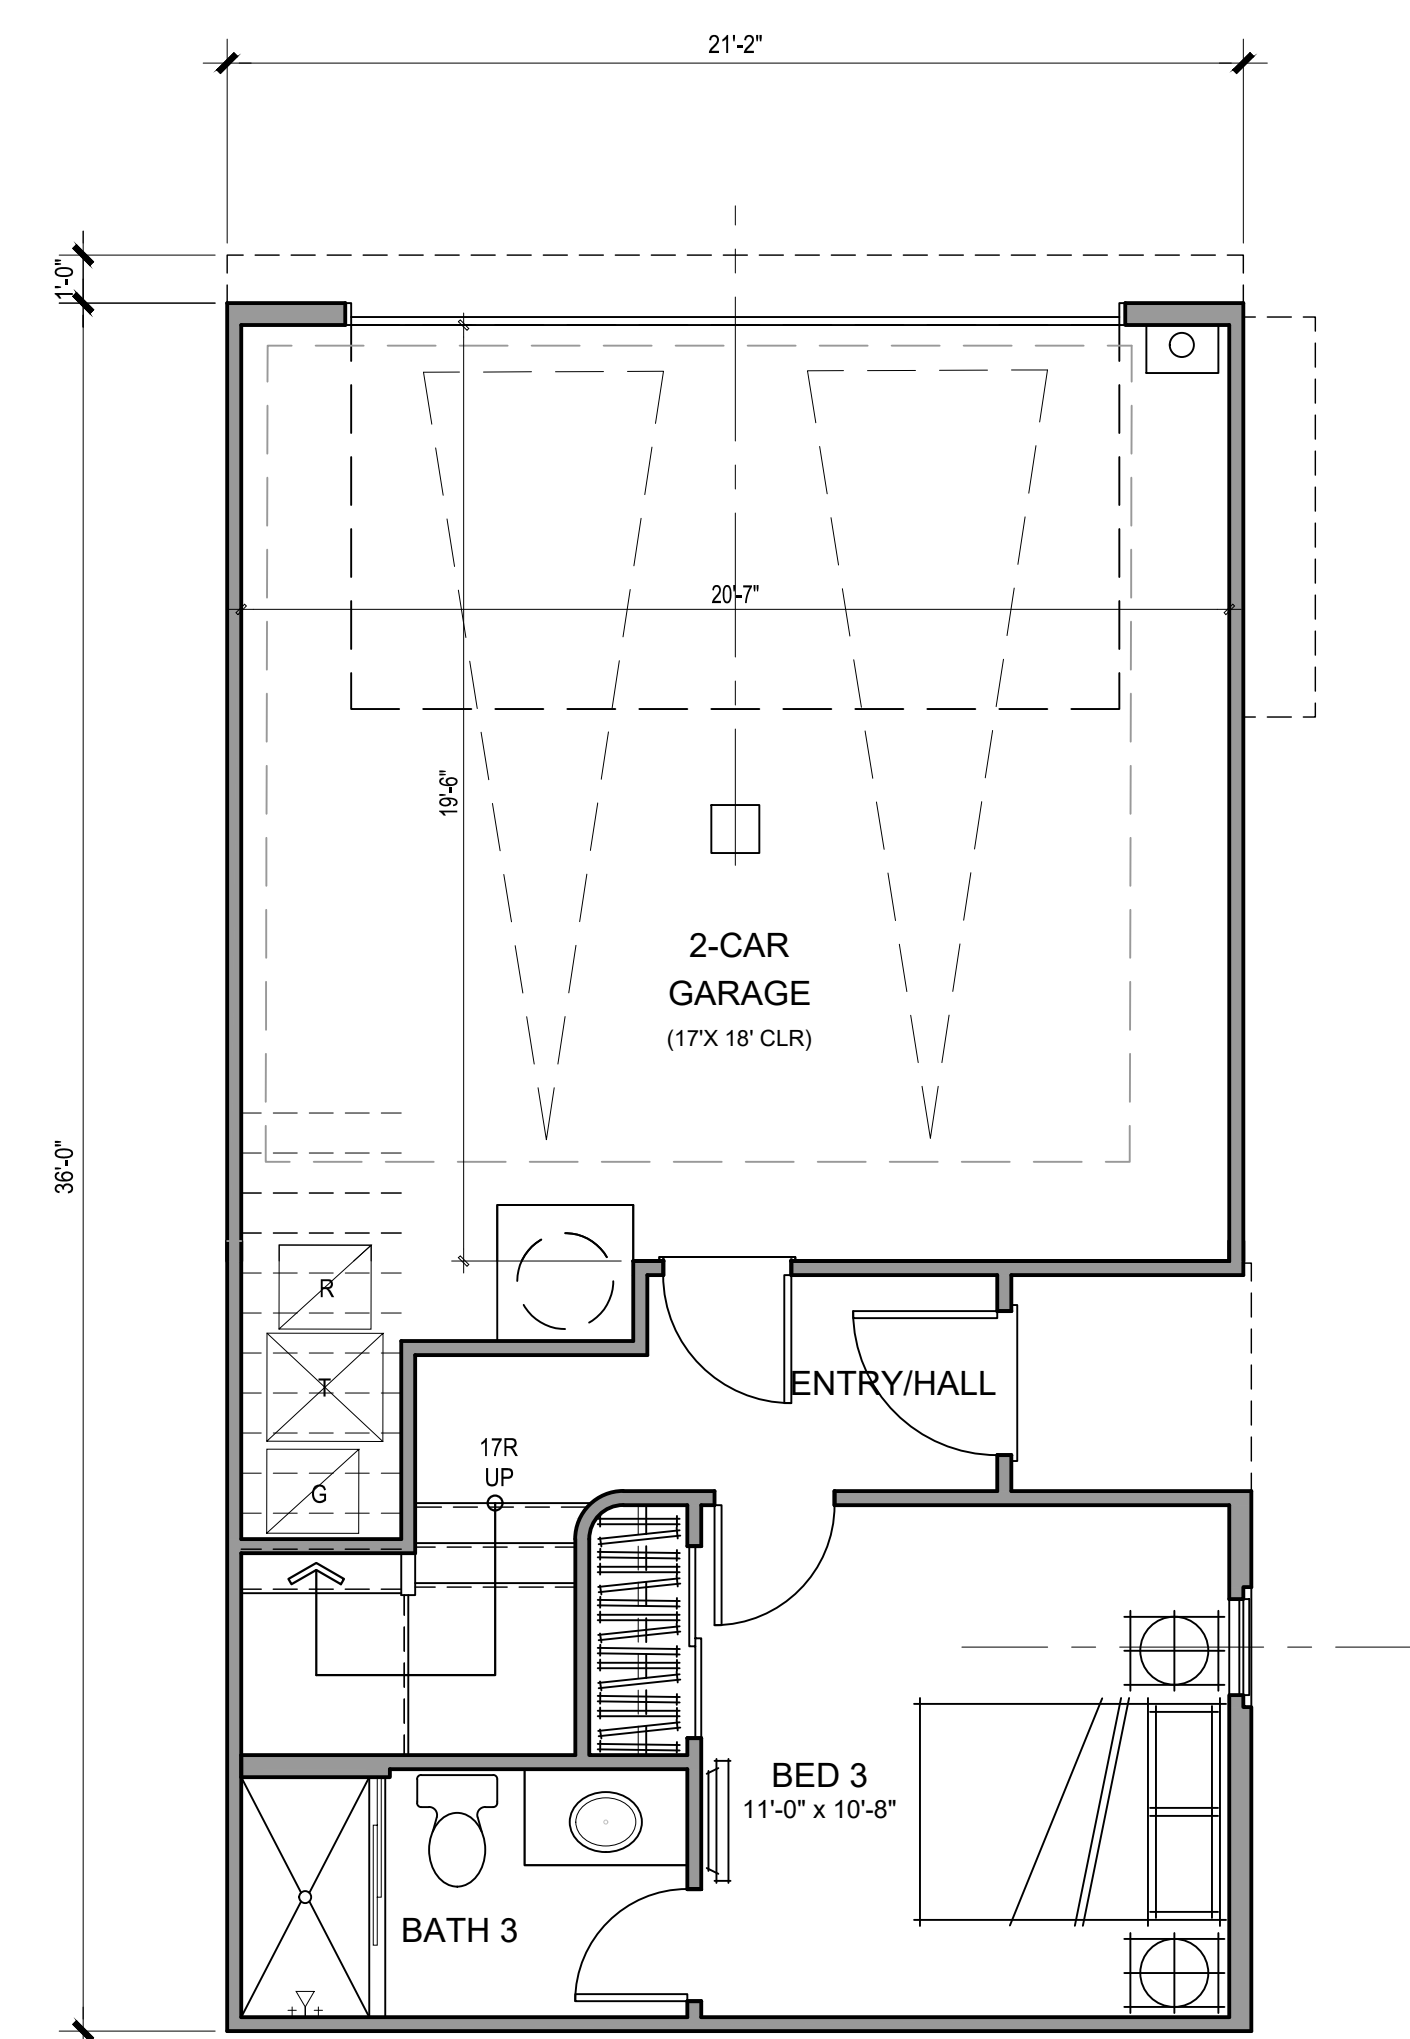 21'-2"
1'-0"
20'-7"
19'-6"
2-CAR
GARAGE
(17'X 18' CLR)
36'-0"
R
T
G
ENTRY/HALL
17R
UP
BED 3
11'-0" x 10'-8"
BATH 3